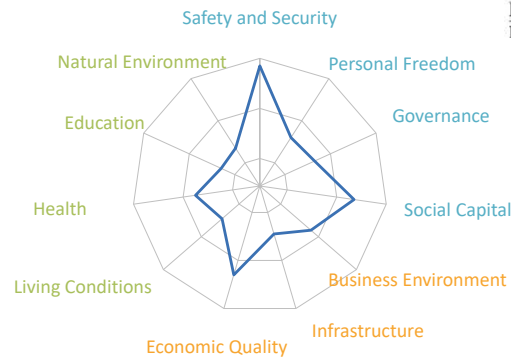 Safety and Security
Natural Environment
Personal Freedom
Education
Governance
Health
Social Capital
Living Conditions
Business Environment
Economic Quality
Infrastructure